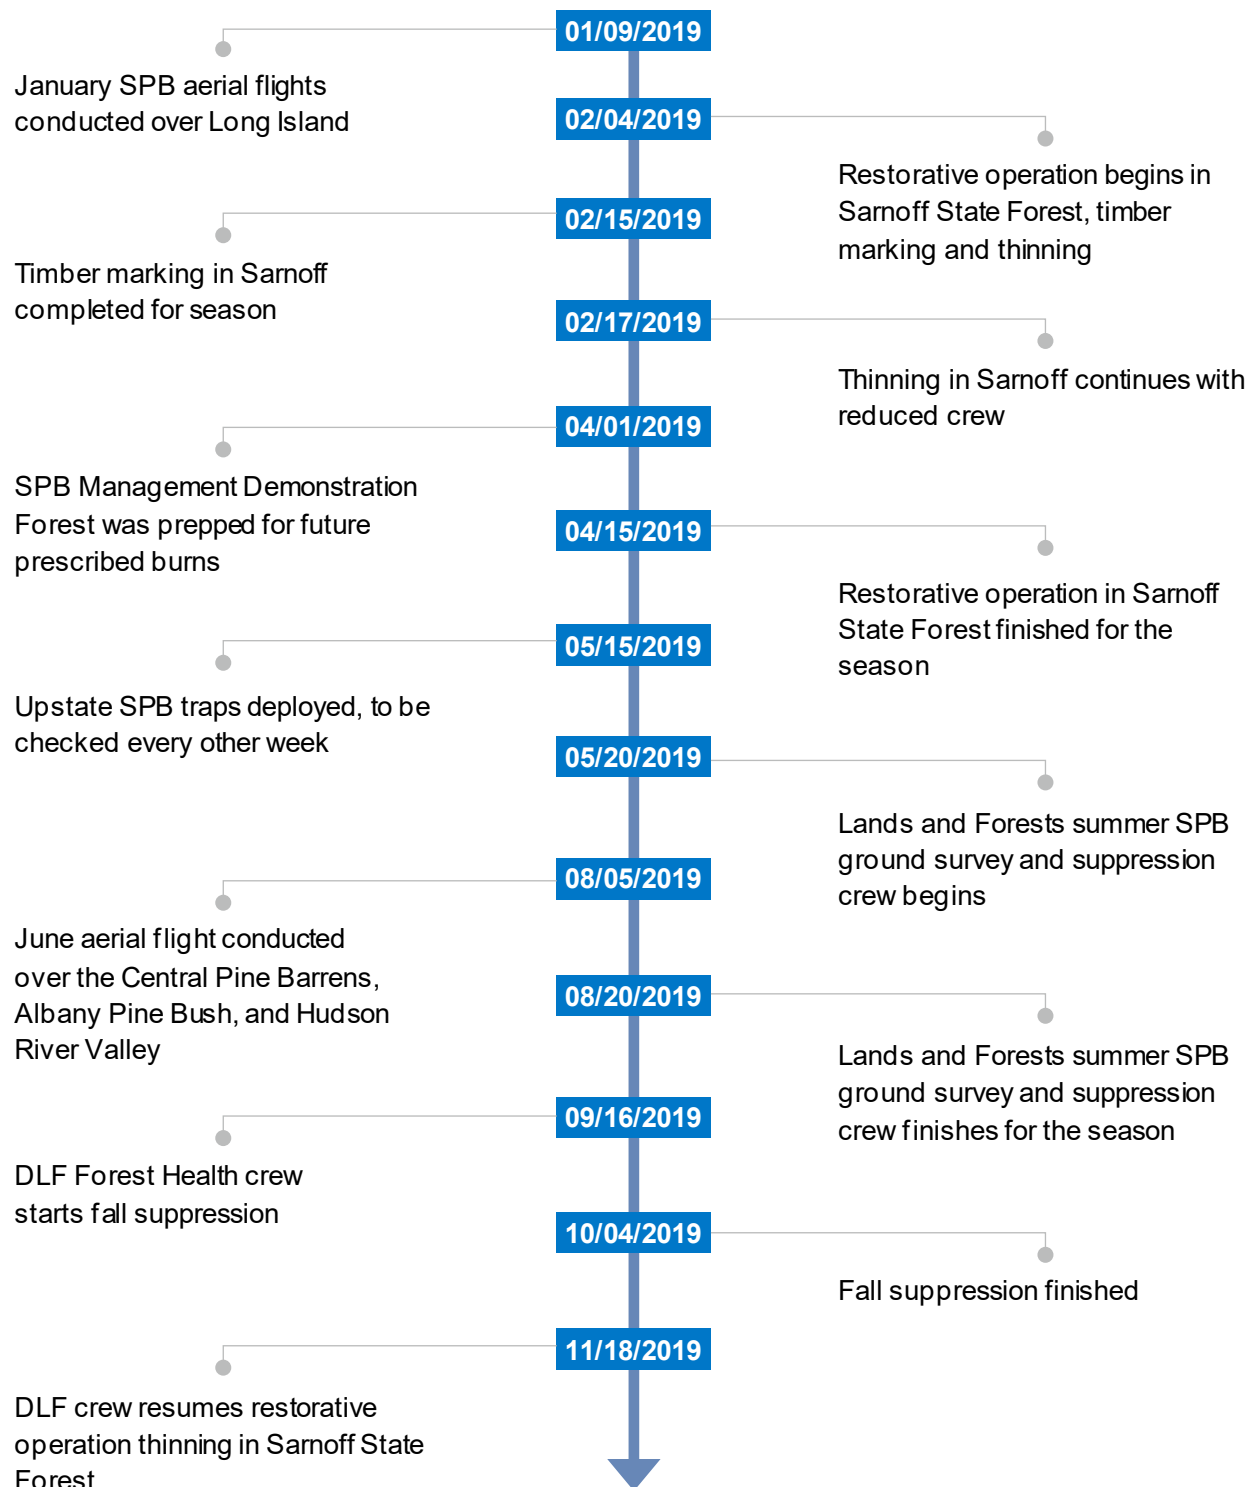 01/09/2019
January SPB aerial flights
conducted over Long Island
02/04/2019
Restorative operation begins in
Sarnoff State Forest, timber
marking and thinning
02/15/2019
Timber marking in Sarnoff
completed for season
02/17/2019
Thinning in Sarnoff continues with
reduced crew
04/01/2019
SPB Management Demonstration
Forest was prepped for future
prescribed burns
04/15/2019
Restorative operation in Sarnoff
State Forest finished for the
season
05/15/2019
Upstate SPB traps deployed, to be
checked every other week
05/20/2019
Lands and Forests summer SPB
ground survey and suppression
crew begins
08/05/2019
June aerial flight conducted
over the Central Pine Barrens,
Albany Pine Bush, and Hudson
River Valley
08/20/2019
Lands and Forests summer SPB
ground survey and suppression
crew finishes for the season
09/16/2019
DLF Forest Health crew
starts fall suppression
10/04/2019
Fall suppression finished
11/18/2019
DLF crew resumes restorative
operation thinning in Sarnoff State
Forest